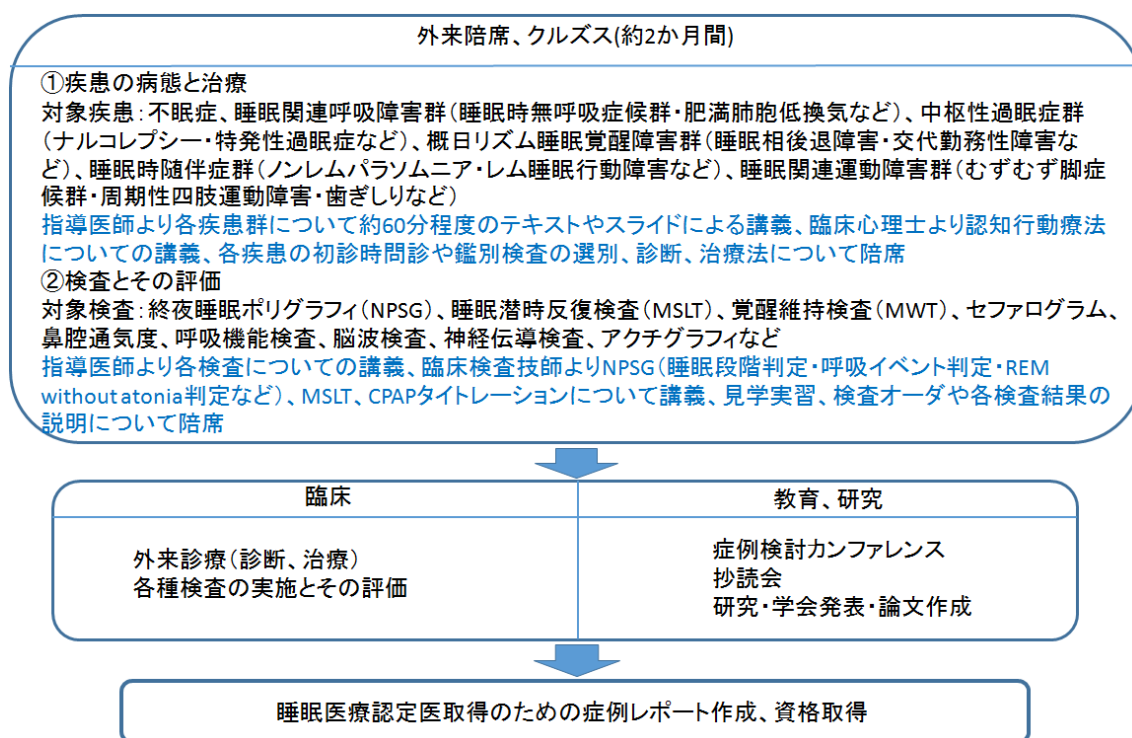 外来陪席、クルズス(約2か月間)
①疾患の病態と治療
対象疾患：不眠症、睡眠関連呼吸障害群（睡眠時無呼吸症候群・肥満肺胞低換気など）、中枢性過眠症群
（ナルコレプシー・特発性過眠症など）、概日リズム睡眠覚醒障害群（睡眠相後退障害・交代勤務性障害な
ど）、睡眠時随伴症群（ノンレムパラソムニア・レム睡眠行動障害など）、睡眠関連運動障害群（むずむず脚症
候群・周期性四肢運動障害・歯ぎしりなど）
指導医師より各疾患群について約60分程度のテキストやスライドによる講義、臨床心理士より認知行動療法
についての講義、各疾患の初診時問診や鑑別検査の選別、診断、治療法について陪席
②検査とその評価
対象検査：終夜睡眠ポリグラフィ（NPSG）、睡眠潜時反復検査（MSLT）、覚醒維持検査（MWT）、セファログラム、
鼻腔通気度、呼吸機能検査、脳波検査、神経伝導検査、アクチグラフィなど
指導医師より各検査についての講義、臨床検査技師よりNPSG（睡眠段階判定・呼吸イベント判定・REM
without atonia判定など）、MSLT、CPAPタイトレーションについて講義、見学実習、検査オーダや各検査結果の
説明について陪席
臨床
外来診療（診断、治療）
各種検査の実施とその評価
教育、研究
症例検討カンファレンス
抄読会
研究・学会発表・論文作成
睡眠医療認定医取得のための症例レポート作成、資格取得